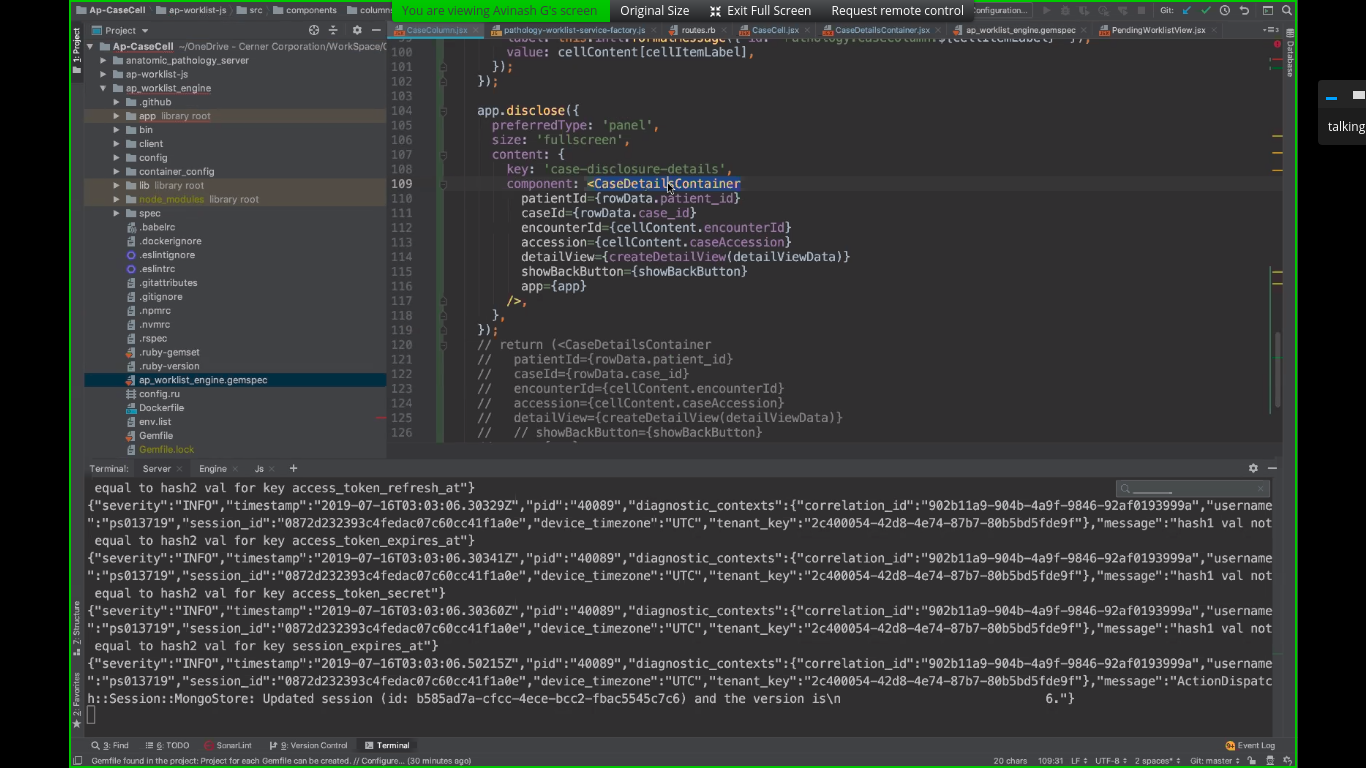 You are viewing Avinash G's screen
Original Size
Exit Full Screen
Request remote control
Ap-CaseCell
ap-worklist-js
src
components
Configuration...
Git:
talking
Project
CaseColumn.jsx
pathology-worklist-service-factory.js
routes.rb
CaseCell.jsx
CaseDetailsContainer.jsx
ap_worklist_engine.gemspec
PendingWorklistView.jsx
1: Project
Database
Ap-CaseCell ~/OneDrive - Cerner Corporation/WorkSpace/C
anatomic_pathology_server
ap-worklist-js
ap_worklist_engine
.github
app library root
bin
client
config
container_config
lib library root
node_modules library root
spec
.babelrc
.dockerignore
.eslintignore
.eslintrc
.gitattributes
.gitignore
.npmrc
.nvmrc
.rspec
.ruby-gemset
.ruby-version
ap_worklist_engine.gemspec
config.ru
Dockerfile
env.list
Gemfile
Gemfile.lock
100 value: cellContent[cellItemLabel],
101 });
102 });
103
104 app.disclose({
105 preferredType: 'panel',
106 size: 'fullscreen',
107 content: {
108 key: 'case-disclosure-details',
109 component: <CaseDetailsContainer
110 patientId={rowData.patient_id}
111 caseId={rowData.case_id}
112 encounterId={cellContent.encounterId}
113 accession={cellContent.caseAccession}
114 detailView={createDetailView(detailViewData)}
115 showBackButton={showBackButton}
116 app={app}
117 />,
118 },
119 });
120 // return (<CaseDetailsContainer
121 // patientId={rowData.patient_id}
122 // caseId={rowData.case_id}
123 // encounterId={cellContent.encounterId}
124 // accession={cellContent.caseAccession}
125 // detailView={createDetailView(detailViewData)}
126 // // showBackButton={showBackButton}
Terminal: Server Engine Js +
equal to hash2 val for key access_token_refresh_at"}
{"severity":"INFO","timestamp":"2019-07-16T03:03:06.30329Z","pid":"40089","diagnostic_contexts":{"correlation_id":"902b11a9-904b-4a9f-9846-92af0193999a","username
":"ps013719","session_id":"0872d232393c4fedac07c60cc41f1a0e","device_timezone":"UTC","tenant_key":"2c400054-42d8-4e74-87b7-80b5bd5fde9f"},"message":"hash1 val not
equal to hash2 val for key access_token_expires_at"}
{"severity":"INFO","timestamp":"2019-07-16T03:03:06.30341Z","pid":"40089","diagnostic_contexts":{"correlation_id":"902b11a9-904b-4a9f-9846-92af0193999a","username
":"ps013719","session_id":"0872d232393c4fedac07c60cc41f1a0e","device_timezone":"UTC","tenant_key":"2c400054-42d8-4e74-87b7-80b5bd5fde9f"},"message":"hash1 val not
equal to hash2 val for key access_token_secret"}
{"severity":"INFO","timestamp":"2019-07-16T03:03:06.30360Z","pid":"40089","diagnostic_contexts":{"correlation_id":"902b11a9-904b-4a9f-9846-92af0193999a","username
":"ps013719","session_id":"0872d232393c4fedac07c60cc41f1a0e","device_timezone":"UTC","tenant_key":"2c400054-42d8-4e74-87b7-80b5bd5fde9f"},"message":"hash1 val not
equal to hash2 val for key session_expires_at"}
{"severity":"INFO","timestamp":"2019-07-16T03:03:06.50215Z","pid":"40089","diagnostic_contexts":{"correlation_id":"902b11a9-904b-4a9f-9846-92af0193999a","username
":"ps013719","session_id":"0872d232393c4fedac07c60cc41f1a0e","device_timezone":"UTC","tenant_key":"2c400054-42d8-4e74-87b7-80b5bd5fde9f"},"message":"ActionDispatc
h::Session::MongoStore: Updated session (id: b585ad7a-cfcc-4ece-bcc2-fbac5545c7c6) and the version is\n 6."}
7: Structure
2: Favorites
3: Find
6: TODO
SonarLint
9: Version Control
Terminal
Event Log
Gemfile found in the project: Project for each Gemfile can be created. // Configure... (30 minutes ago)
20 chars 109:31 LF UTF-8 2 spaces* Git: master